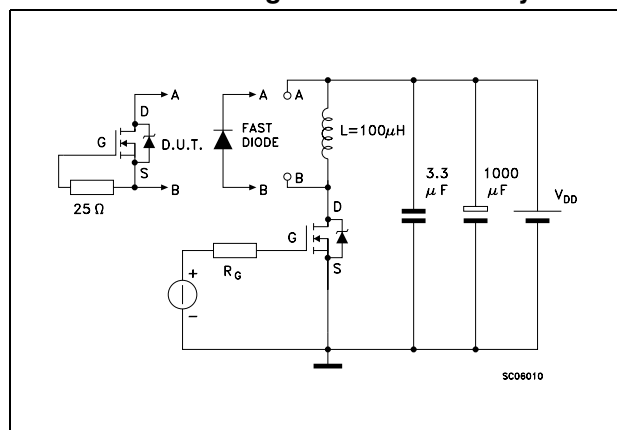 A
D
G
D.U.T.
S
B
25 Ω
A
FAST
DIODE
B
A
L=100μH
B
D
G
S
R_G
+
−
3.3
μF
1000
μF
V_DD
SC06010